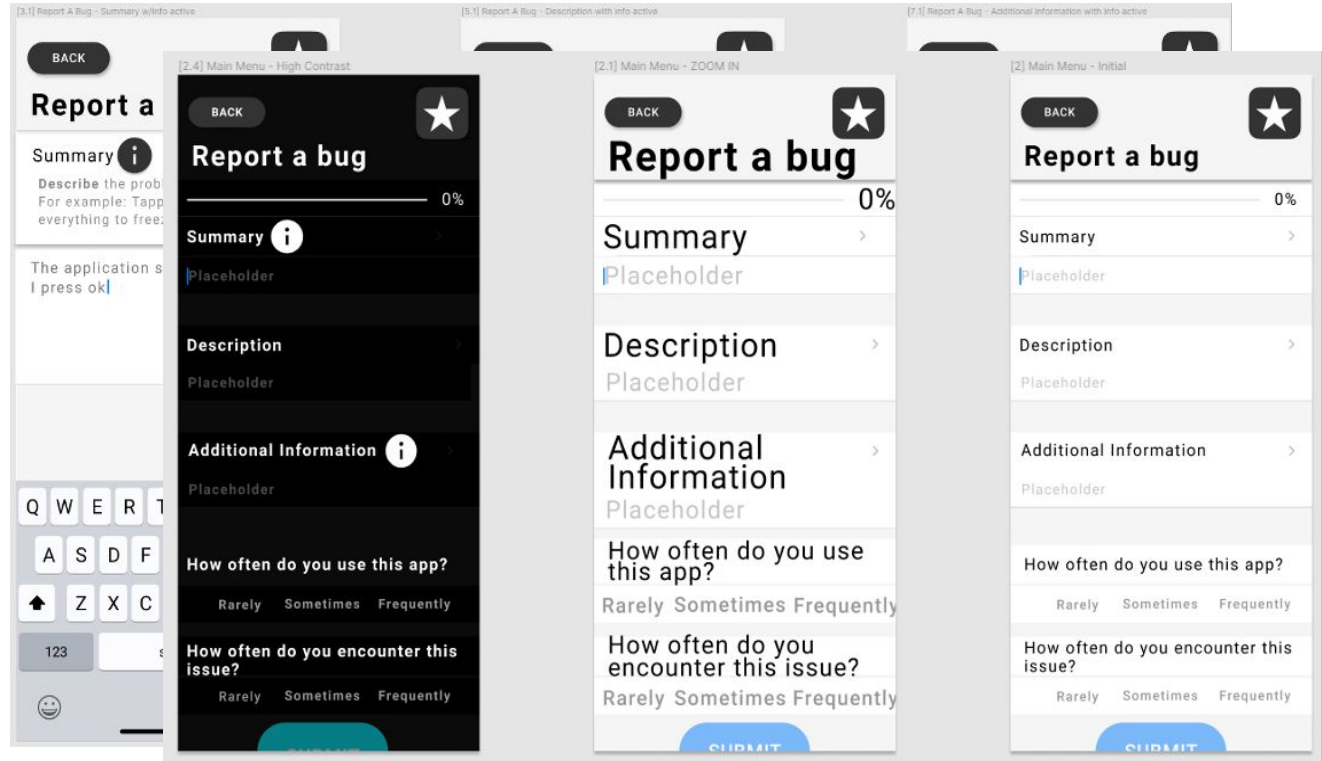 [3.1] Report A Bug - Summary w/Info active
[5.1] Report A Bug - Description with info active
[7.1] Report A Bug - Additional information with info active
BACK
Report a
Summary i
Describe the prob
For example: Tapp
everything to free
The application s
I press ok
Q W E R T
A S D F
Z X C
123 s
[2.4] Main Menu - High Contrast
BACK
Report a bug
0%
Summary i
Placeholder
Description
Placeholder
Additional Information i
Placeholder
How often do you use this app?
Rarely Sometimes Frequently
How often do you encounter this
issue?
Rarely Sometimes Frequently
SUBMIT
[2.1] Main Menu - ZOOM IN
BACK
Report a bug
0%
Summary
Placeholder
Description
Placeholder
Additional
Information
Placeholder
How often do you use
this app?
Rarely Sometimes Frequently
How often do you
encounter this issue?
Rarely Sometimes Frequently
SUBMIT
[2] Main Menu - Initial
BACK
Report a bug
0%
Summary
Placeholder
Description
Placeholder
Additional Information
Placeholder
How often do you use this app?
Rarely Sometimes Frequently
How often do you encounter this
issue?
Rarely Sometimes Frequently
SUBMIT